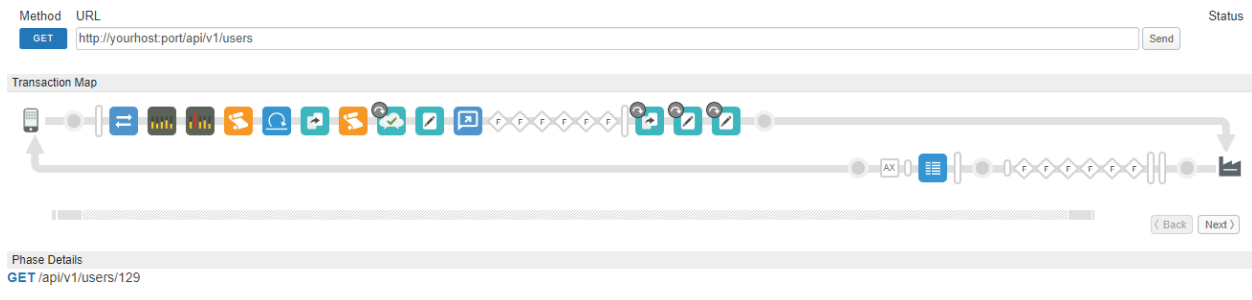 Method URL Status
GET http://yourhost:port/api/v1/users Send
Transaction Map
F F F F F F
AX F F F F F F
Back Next
Phase Details
GET /api/v1/users/129